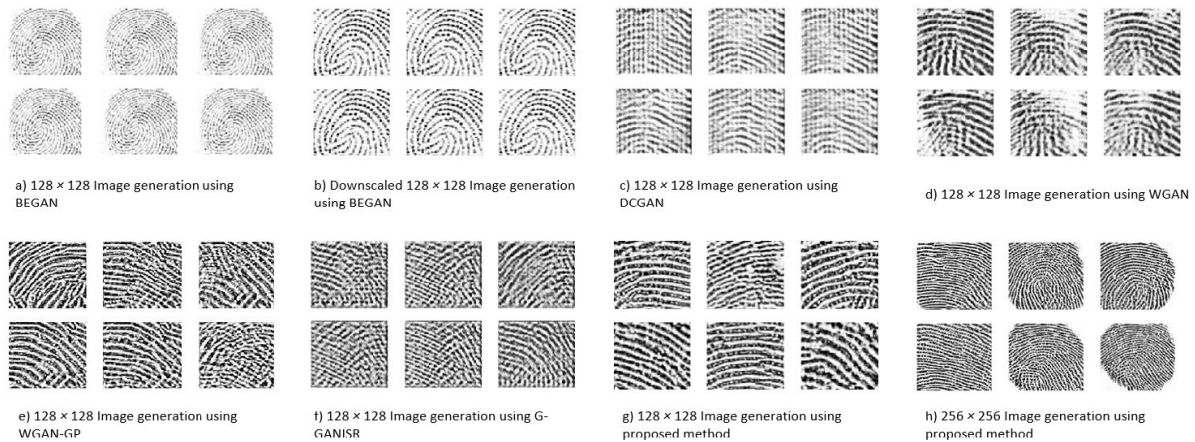 a) 128 × 128 Image generation using
BEGAN
b) Downscaled 128 × 128 Image generation
using BEGAN
c) 128 × 128 Image generation using
DCGAN
d) 128 × 128 Image generation using WGAN
e) 128 × 128 Image generation using
WGAN-GP
f) 128 × 128 Image generation using G-
GANISR
g) 128 × 128 Image generation using
proposed method
h) 256 × 256 Image generation using
proposed method